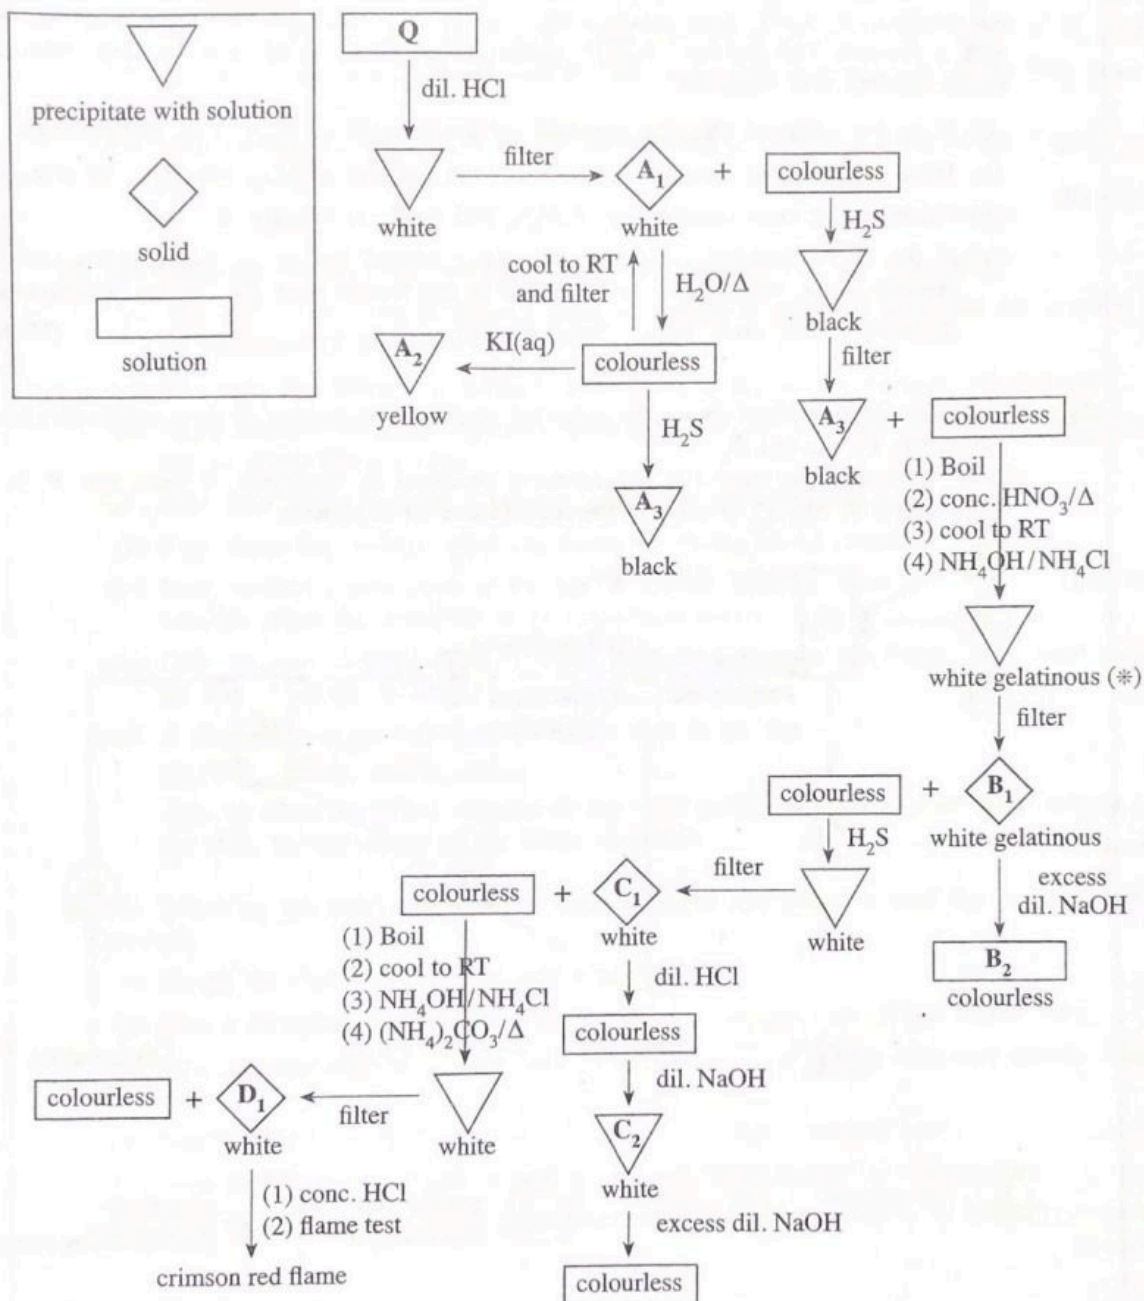 precipitate with solution
solid
solution
Q
dil. HCl
white
filter
A₁
white
+
colourless
H₂S
black
filter
A₃
black
+
colourless
cool to RT
and filter
H₂O/Δ
colourless
KI(aq)
A₂
yellow
H₂S
A₃
black
(1) Boil
(2) conc. HNO₃/Δ
(3) cool to RT
(4) NH₄OH/NH₄Cl
white gelatinous (※)
filter
B₁
white gelatinous
+
colourless
excess
dil. NaOH
B₂
colourless
H₂S
white
filter
C₁
white
+
colourless
dil. HCl
colourless
dil. NaOH
C₂
white
excess dil. NaOH
colourless
(1) Boil
(2) cool to RT
(3) NH₄OH/NH₄Cl
(4) (NH₄)₂CO₃/Δ
white
filter
D₁
white
+
colourless
(1) conc. HCl
(2) flame test
crimson red flame